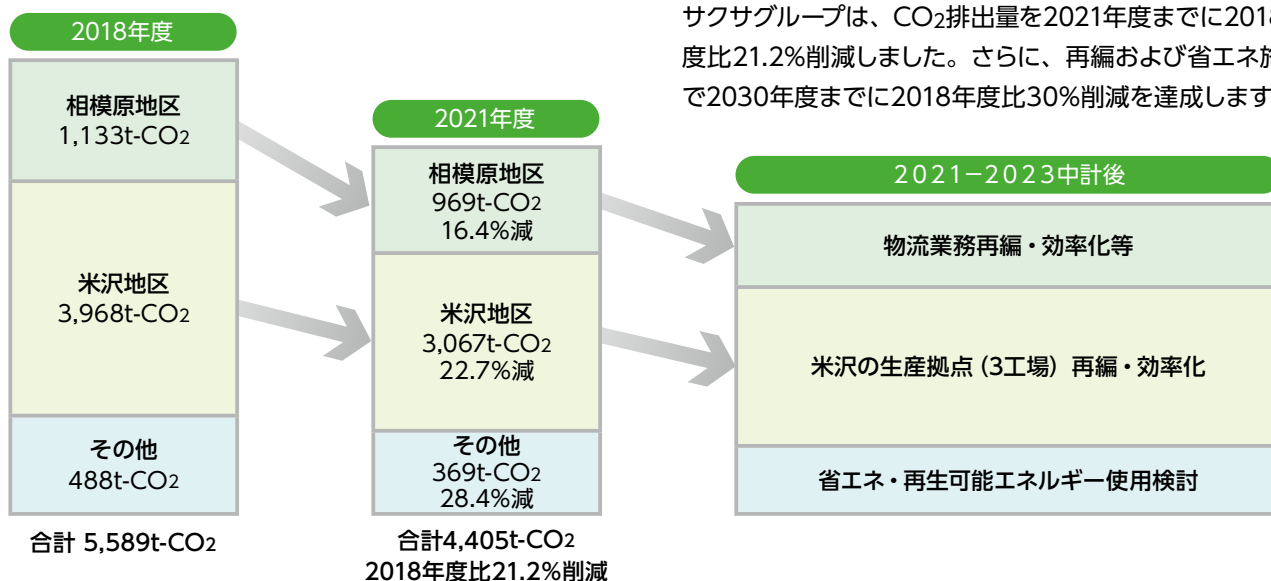 サクサグループは、CO2排出量を2021年度までに2018
度比21.2%削減しました。さらに、再編および省エネ施
で2030年度までに2018年度比30%削減を達成します
2018年度
相模原地区
1,133t-CO2
米沢地区
3,968t-CO2
その他
488t-CO2
合計 5,589t-CO2
2021年度
相模原地区
969t-CO2
16.4%減
米沢地区
3,067t-CO2
22.7%減
その他
369t-CO2
28.4%減
合計4,405t-CO2
2018年度比21.2%削減
2021−2023中計後
物流業務再編・効率化等
米沢の生産拠点(3工場)再編・効率化
省エネ・再生可能エネルギー使用検討